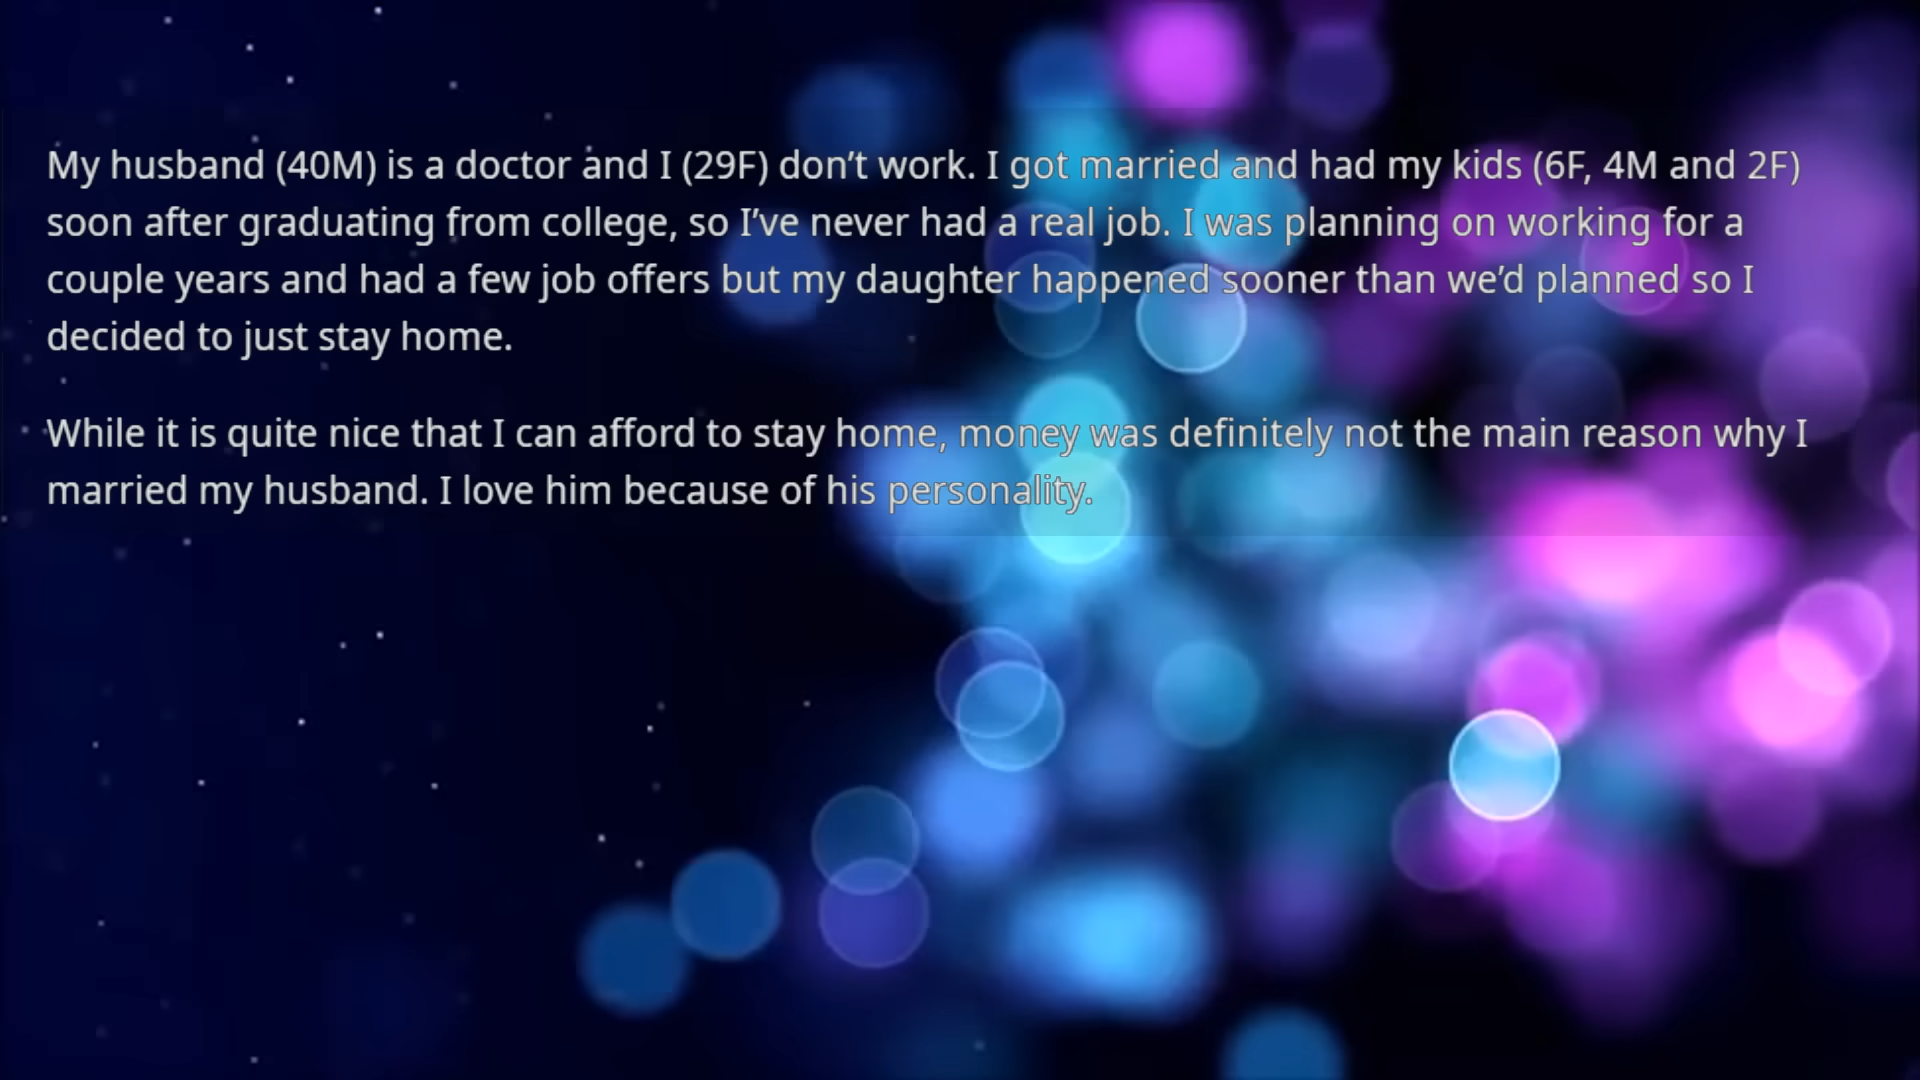 My husband (40M) is a doctor and I (29F) don’t work. I got married and had my kids (6F, 4M and 2F)
soon after graduating from college, so I’ve never had a real job. I was planning on working for a
couple years and had a few job offers but my daughter happened sooner than we’d planned so I
decided to just stay home.
While it is quite nice that I can afford to stay home, money was definitely not the main reason why I
married my husband. I love him because of his personality.